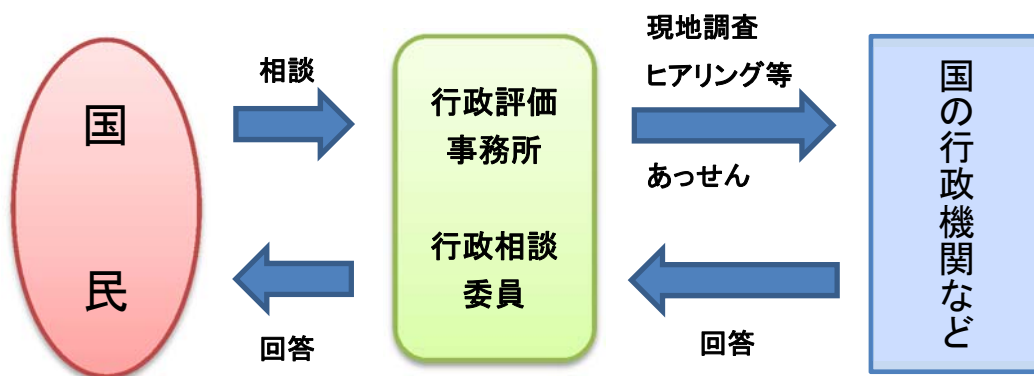 国民
相談
回答
行政評価
事務所
行政相談
委員
現地調査
ヒアリング等
あっせん
回答
国の行政機関など